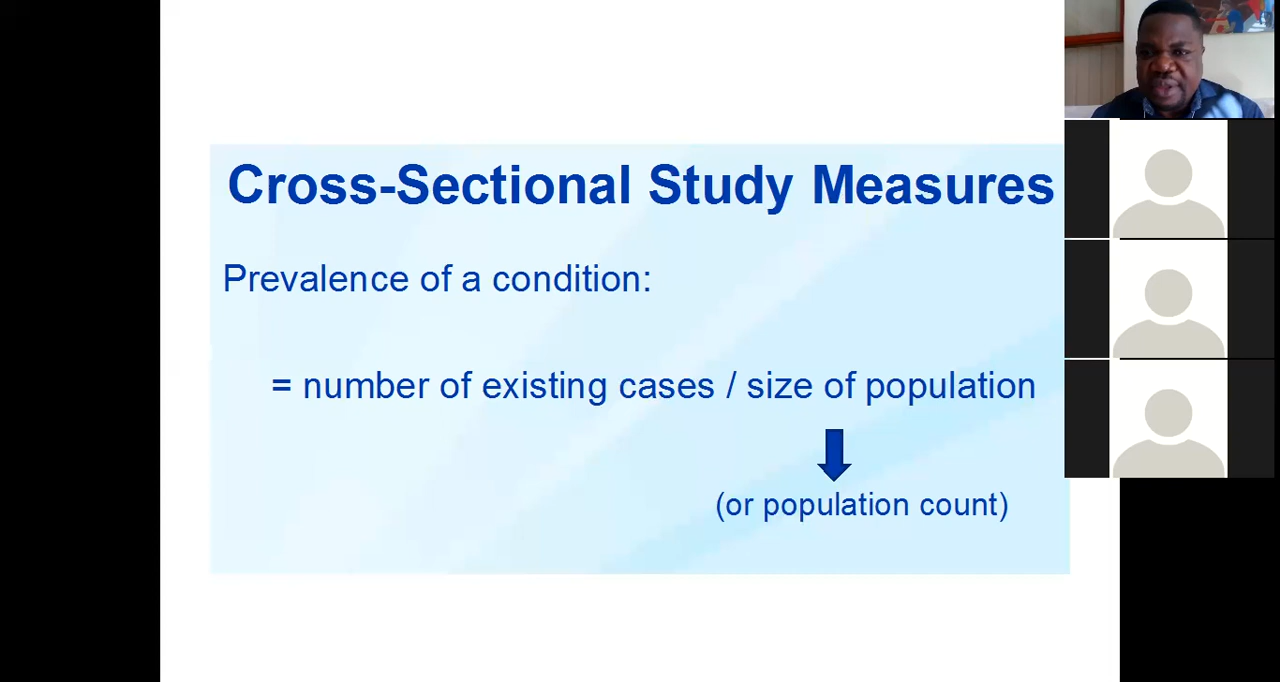 Cross-Sectional Study Measures
Prevalence of a condition:
= number of existing cases / size of population
(or population count)